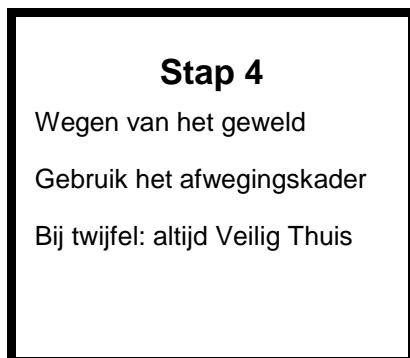 Stap 4
Wegen van het geweld
Gebruik het afwegingskader
Bij twijfel: altijd Veilig Thuis